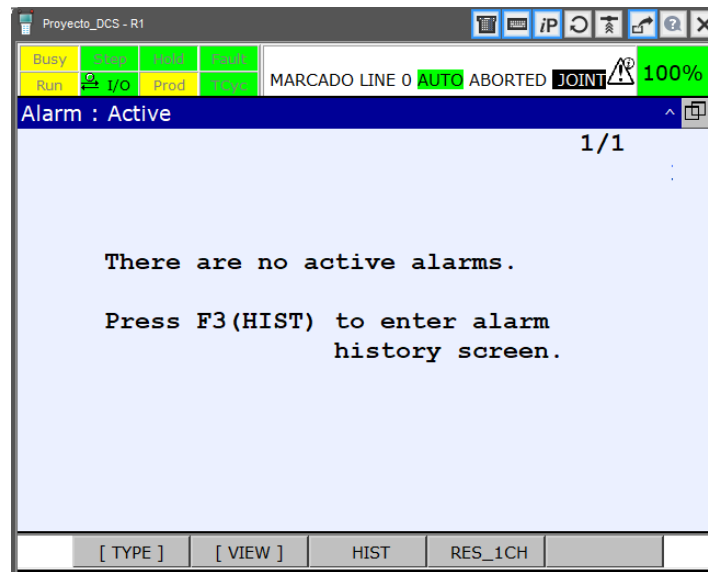 Proyecto_DCS - R1
iP
Busy Step Hold Fault
Run I/O Prod TCyc
MARCADO LINE 0 AUTO ABORTED JOINT 100%
Alarm : Active
1/1
There are no active alarms.
Press F3(HIST) to enter alarm
history screen.
[ TYPE ] [ VIEW ] HIST RES_1CH